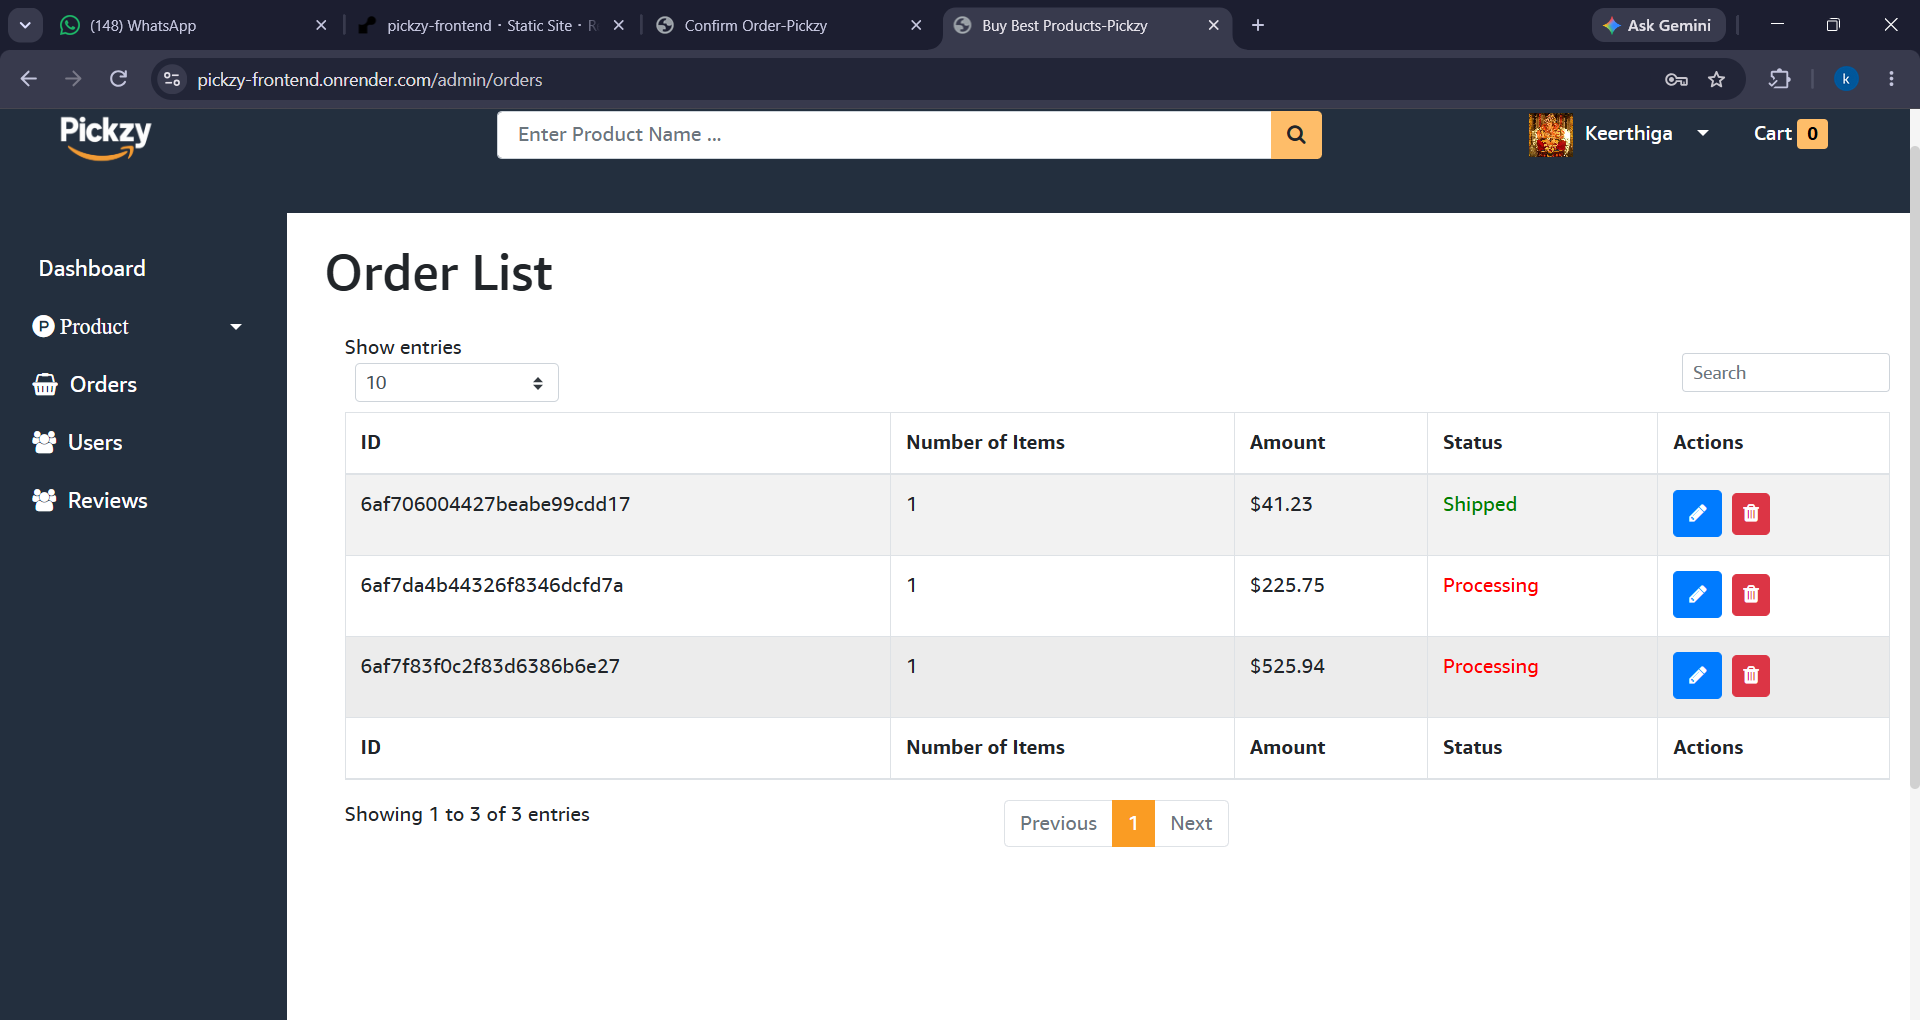 (148) WhatsApp
pickzy-frontend · Static Site ·
Confirm Order-Pickzy
Buy Best Products-Pickzy
Ask Gemini
pickzy-frontend.onrender.com/admin/orders
k
Pickzy
Enter Product Name ...
Keerthiga
Cart 0
Dashboard
Product
Orders
Users
Reviews
Order List
Show entries
10
Search
ID Number of Items Amount Status Actions
6af706004427beabe99cdd17 1 $41.23 Shipped
6af7da4b44326f8346dcfd7a 1 $225.75 Processing
6af7f83f0c2f83d6386b6e27 1 $525.94 Processing
ID Number of Items Amount Status Actions
Showing 1 to 3 of 3 entries
Previous 1 Next